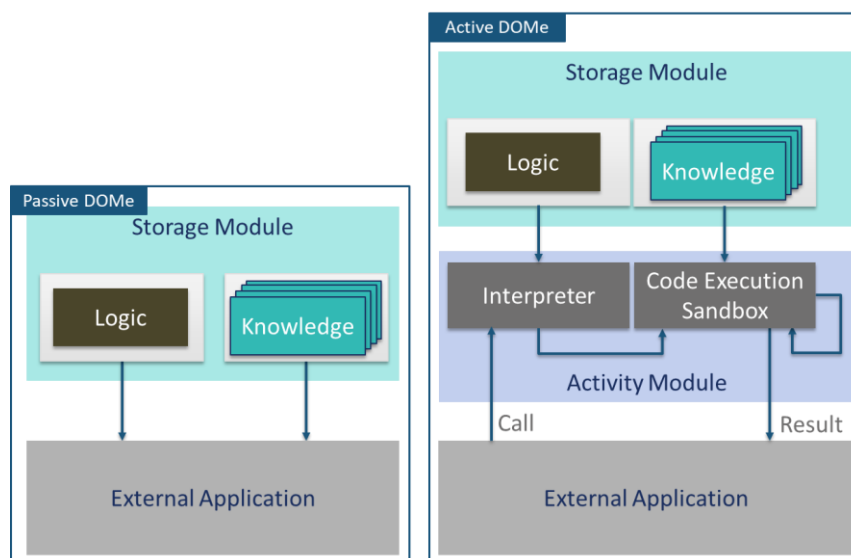 Passive DOMe
Storage Module
Logic
Knowledge
External Application
Active DOMe
Storage Module
Logic
Knowledge
Interpreter
Code Execution
Sandbox
Activity Module
Call
Result
External Application